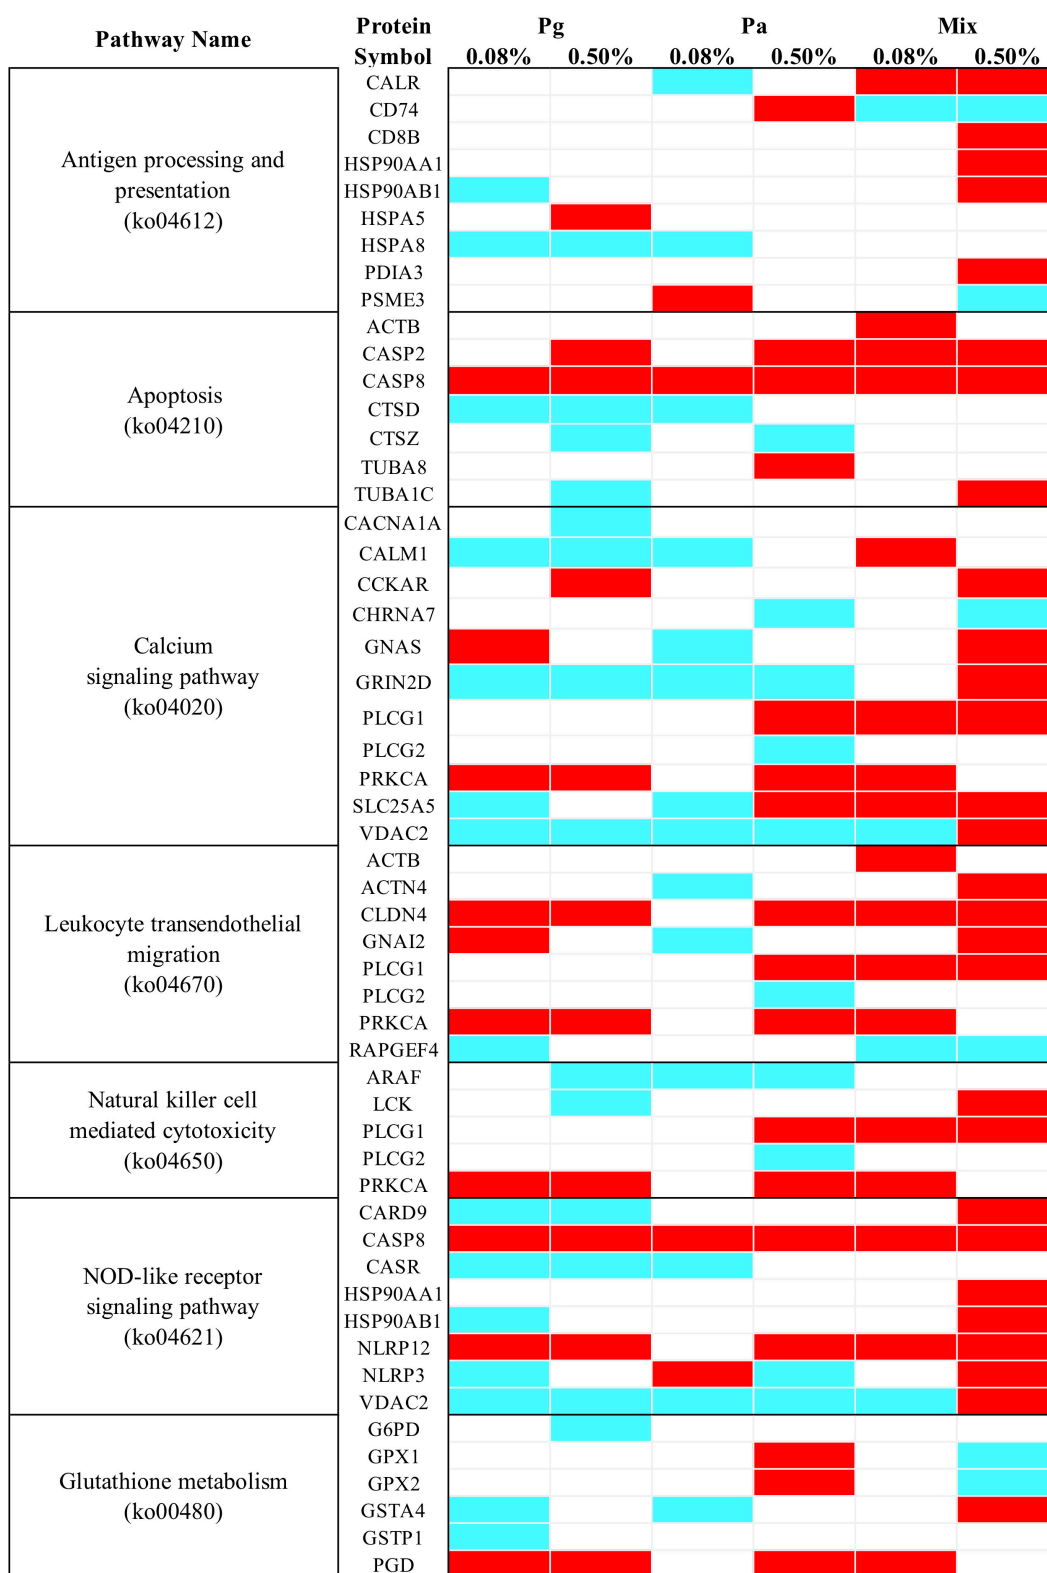 Pathway Name
Protein Symbol
Pg
Pa
Mix
0.08%
0.50%
0.08%
0.50%
0.08%
0.50%
Antigen processing and
presentation
(ko04612)
CALR
CD74
CD8B
HSP90AA1
HSP90AB1
HSPA5
HSPA8
PDIA3
PSME3
Apoptosis
(ko04210)
ACTB
CASP2
CASP8
CTSD
CTSZ
TUBA8
TUBA1C
Calcium
signaling pathway
(ko04020)
CACNA1A
CALM1
CCKAR
CHRNA7
GNAS
GRIN2D
PLCG1
PLCG2
PRKCA
SLC25A5
VDAC2
Leukocyte transendothelial
migration
(ko04670)
ACTB
ACTN4
CLDN4
GNAI2
PLCG1
PLCG2
PRKCA
RAPGEF4
Natural killer cell
mediated cytotoxicity
(ko04650)
ARAF
LCK
PLCG1
PLCG2
PRKCA
NOD-like receptor
signaling pathway
(ko04621)
CARD9
CASP8
CASR
HSP90AA1
HSP90AB1
NLRP12
NLRP3
VDAC2
Glutathione metabolism
(ko00480)
G6PD
GPX1
GPX2
GSTA4
GSTP1
PGD